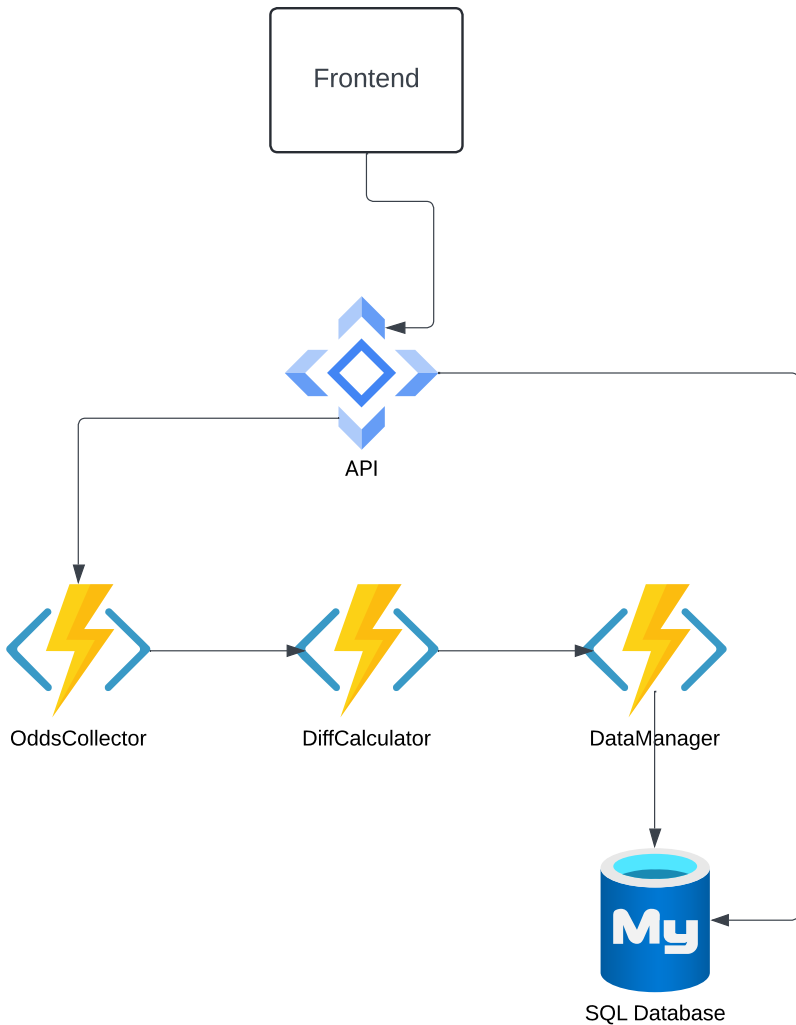 Frontend
API
OddsCollector
DiffCalculator
DataManager
My
SQL Database